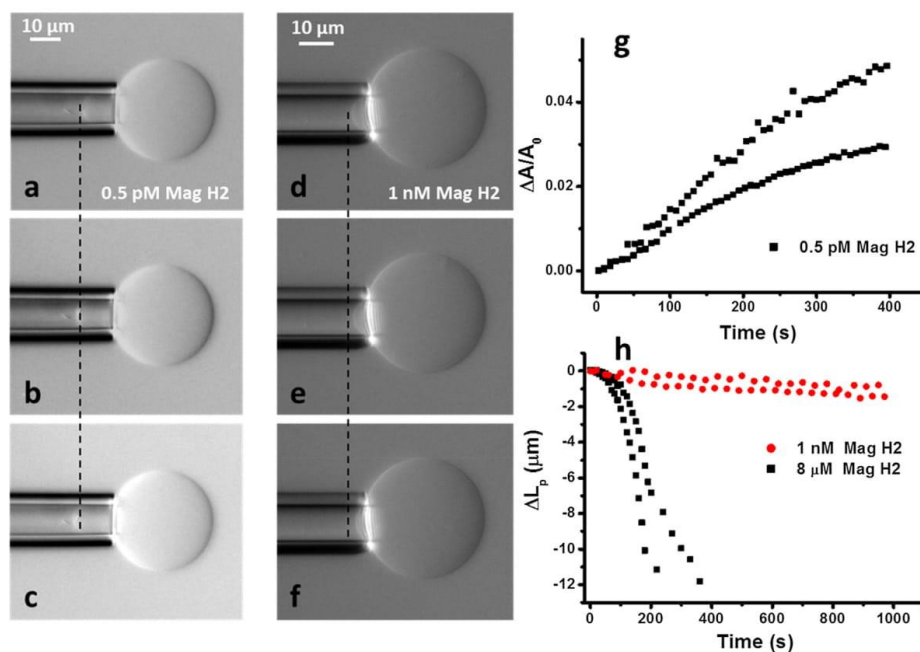 10 µm
10 µm
a
0.5 pM Mag H2
d
1 nM Mag H2
b
e
c
f
g
ΔA/A₀
0.04
0.02
0.00
0.5 pM Mag H2
0 100 200 300 400
Time (s)
h
ΔLₚ (µm)
0
-2
-4
-6
-8
-10
-12
1 nM Mag H2
8 µM Mag H2
0 200 400 600 800 1000
Time (s)